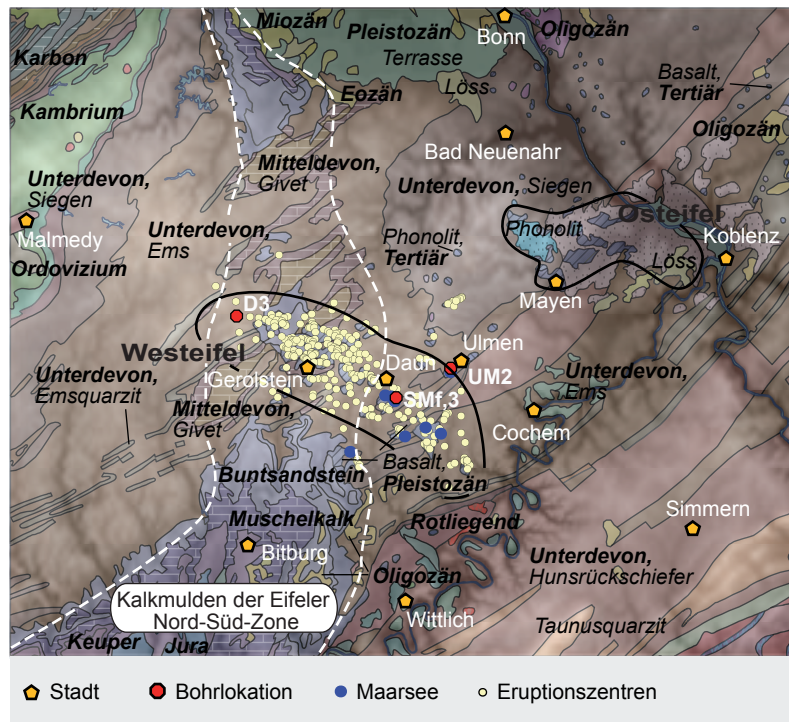 Miozän
Pleistozän
Terrasse
Bonn
Oligozän
Karbon
Löss
Basalt,
Tertiär
Eozän
Kambrium
Oligozän
Bad Neuenahr
Mitteldevon,
Givet
Unterdevon,
Siegen
Unterdevon, Siegen
Malmedy
Unterdevon,
Ems
Phonolit
Osteifel
Koblenz
Phonolit,
Tertiär
Löss
Ordovizium
Mayen
D3
Westeifel
Daun
Ulmen
UM2
Gerolstein
SMf,3
Unterdevon,
Ems
Unterdevon,
Emsquarzit
Mitteldevon,
Givet
Cochem
Basalt,
Pleistozän
Buntsandstein
Muschelkalk
Rotliegend
Simmern
Bitburg
Unterdevon,
Hunsrückschiefer
Oligozän
Kalkmulden der Eifeler
Nord-Süd-Zone
Wittlich
Taunusquarzit
Keuper
Jura
Stadt
Bohrlokation
Maarsee
Eruptionszentren